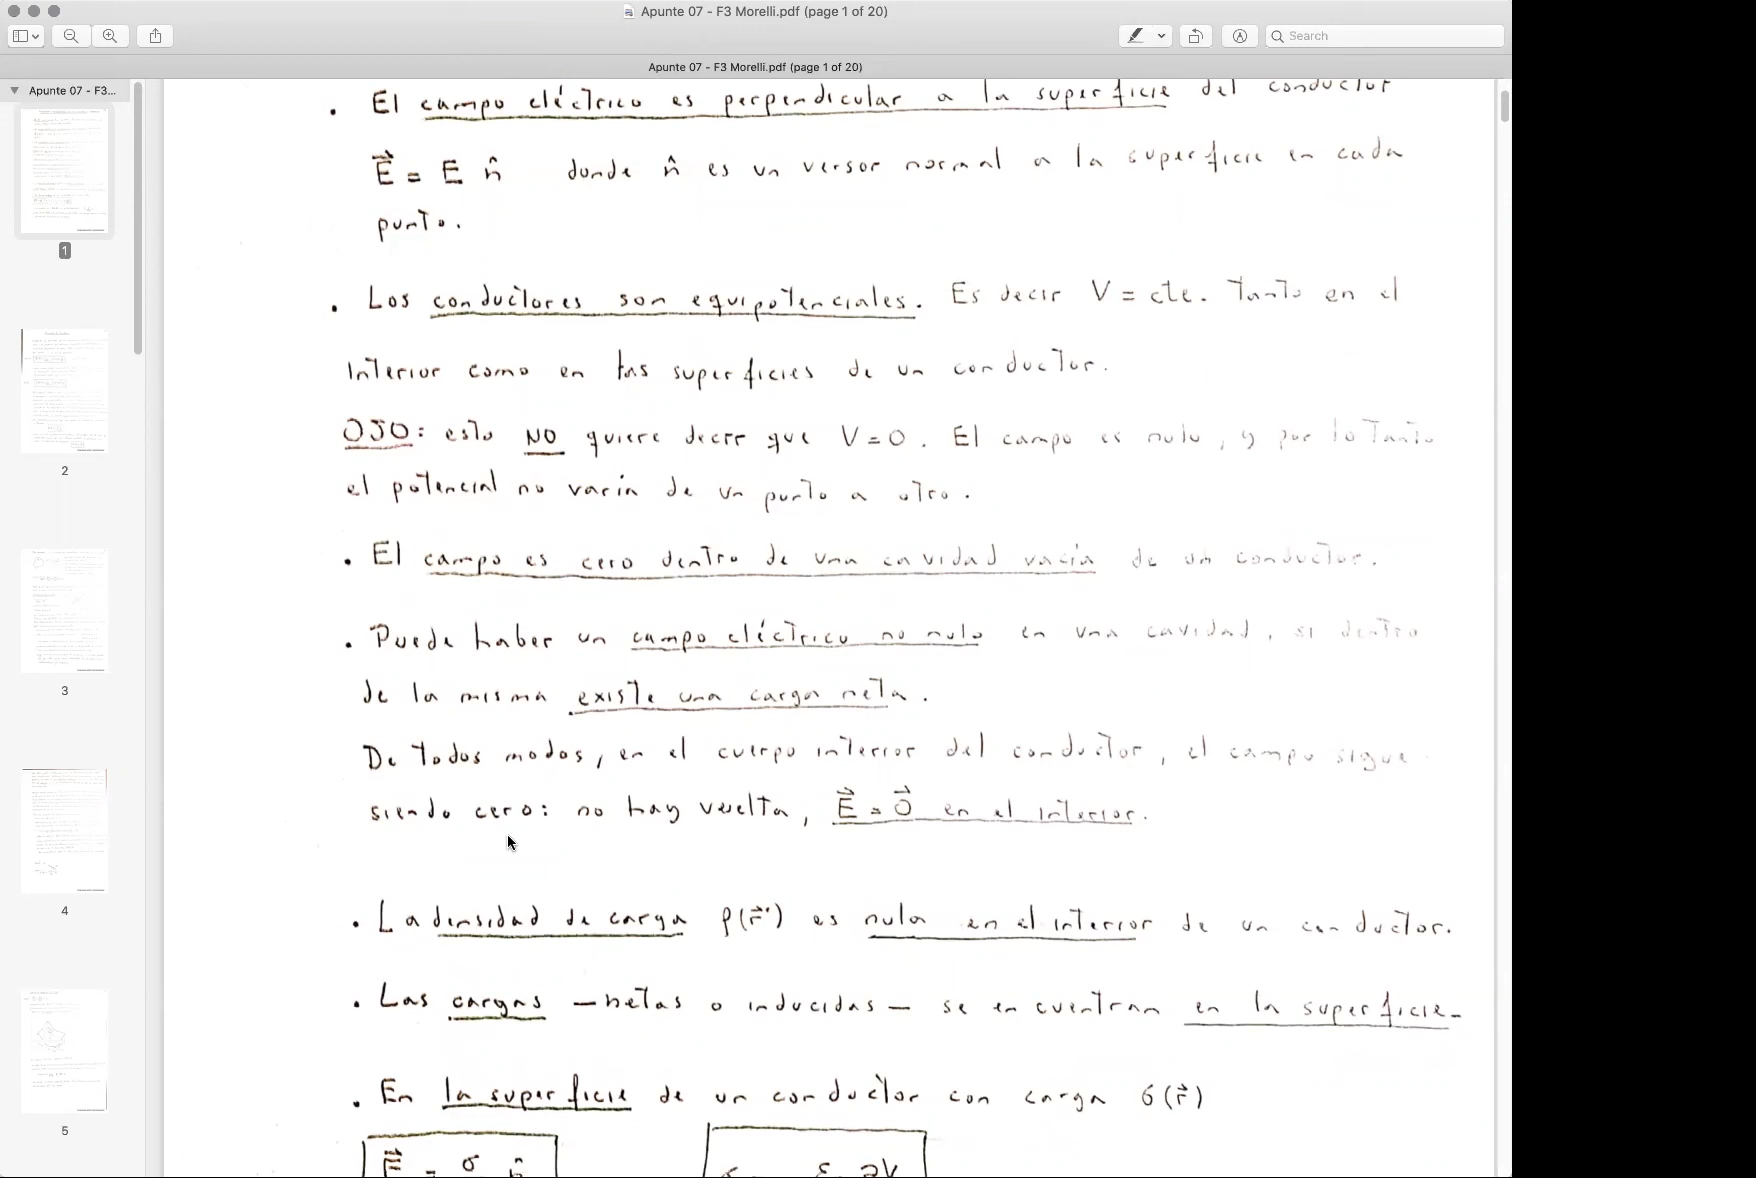 Apunte 07 - F3 Morelli.pdf (page 1 of 20)
Search
Apunte 07 - F3 Morelli.pdf (page 1 of 20)
Apunte 07 - F3...
1
2
3
4
5
. El campo eléctrico es perpendicular a la superficie del conductor
E⃗ = E n̂ donde n̂ es un versor normal a la superficie en cada
punto.
. Los conductores son equipotenciales. Es decir V = cte. Tanto en el
Interior como en las superficies de un conductor.
OJO: esto NO quiere decir que V = 0. El campo es nulo, y por lo tanto
el potencial no varía de un punto a otro.
. El campo es cero dentro de una cavidad vacía de un conductor.
. Puede haber un campo eléctrico no nulo en una cavidad, si dentro
de la misma existe una carga neta.
De todos modos, en el cuerpo interior del conductor, el campo sigue
siendo cero: no hay vuelta, E⃗ = 0⃗ en el interior.
. La densidad de carga ρ(r⃗') es nula en el interior de un conductor.
. Las cargas — netas o inducidas — se encuentran en la superficie-
. En la superficie de un conductor con carga σ(r⃗)
E⃗ = σ n̂